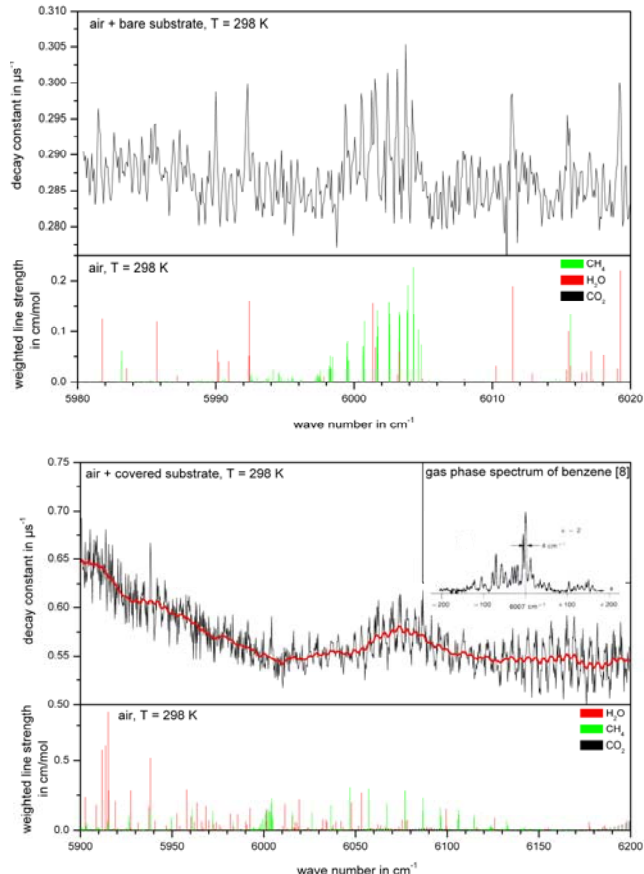 air + bare substrate, T = 298 K
decay constant in µs⁻¹
0.310
0.305
0.300
0.295
0.290
0.285
0.280
air, T = 298 K
CH₄
H₂O
CO₂
weighted line strength
in cm/mol
0.2
0.1
0.0
5980
5990
6000
6010
6020
wave number in cm⁻¹
air + covered substrate, T = 298 K
gas phase spectrum of benzene [8]
decay constant in µs⁻¹
0.75
0.70
0.65
0.60
0.55
0.50
4 cm⁻¹
-200
-100
6007 cm⁻¹
+100
+200
air, T = 298 K
H₂O
CH₄
CO₂
weighted line strength
in cm/mol
0.5
0.0
5900
5950
6000
6050
6100
6150
6200
wave number in cm⁻¹